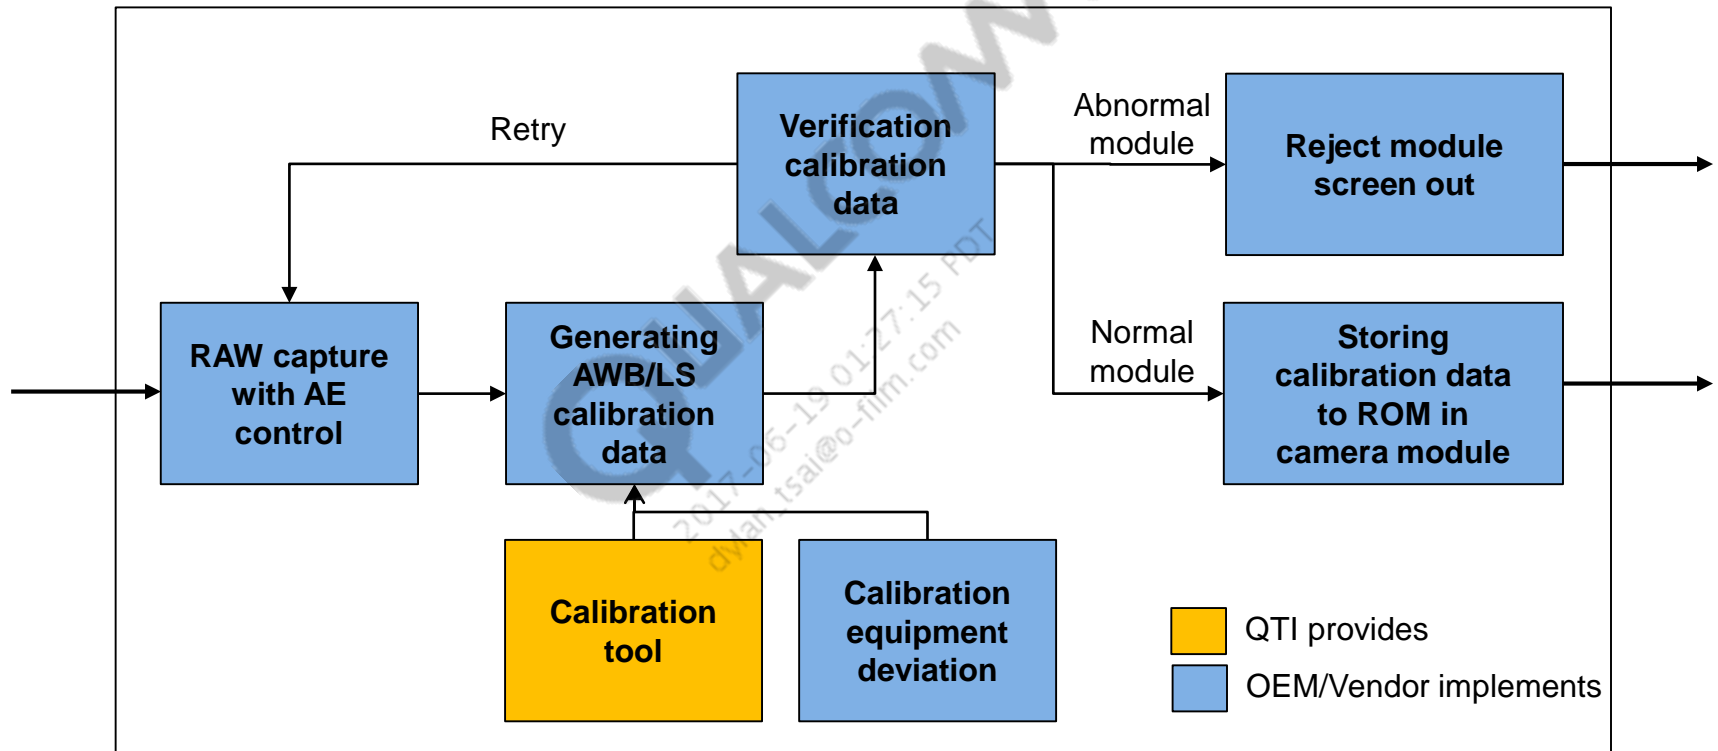 QUALCOMM
2017-06-19 01:27:15 PDT
dylan_tsai@o-film.com
Retry
Verification
calibration
data
Abnormal
module
Reject module
screen out
RAW capture
with AE
control
Generating
AWB/LS
calibration
data
Normal
module
Storing
calibration data
to ROM in
camera module
Calibration
tool
Calibration
equipment
deviation
QTI provides
OEM/Vendor implements